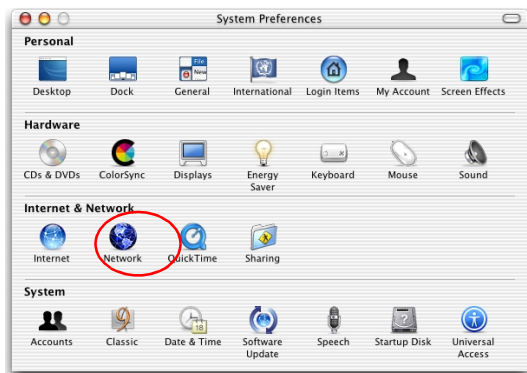 System Preferences
Personal
File
New
Desktop Dock General International Login Items My Account Screen Effects
Hardware
CDs & DVDs ColorSync Displays Energy Saver Keyboard Mouse Sound
Internet & Network
Internet Network QuickTime Sharing
System
18
?
Accounts Classic Date & Time Software Update Speech Startup Disk Universal Access